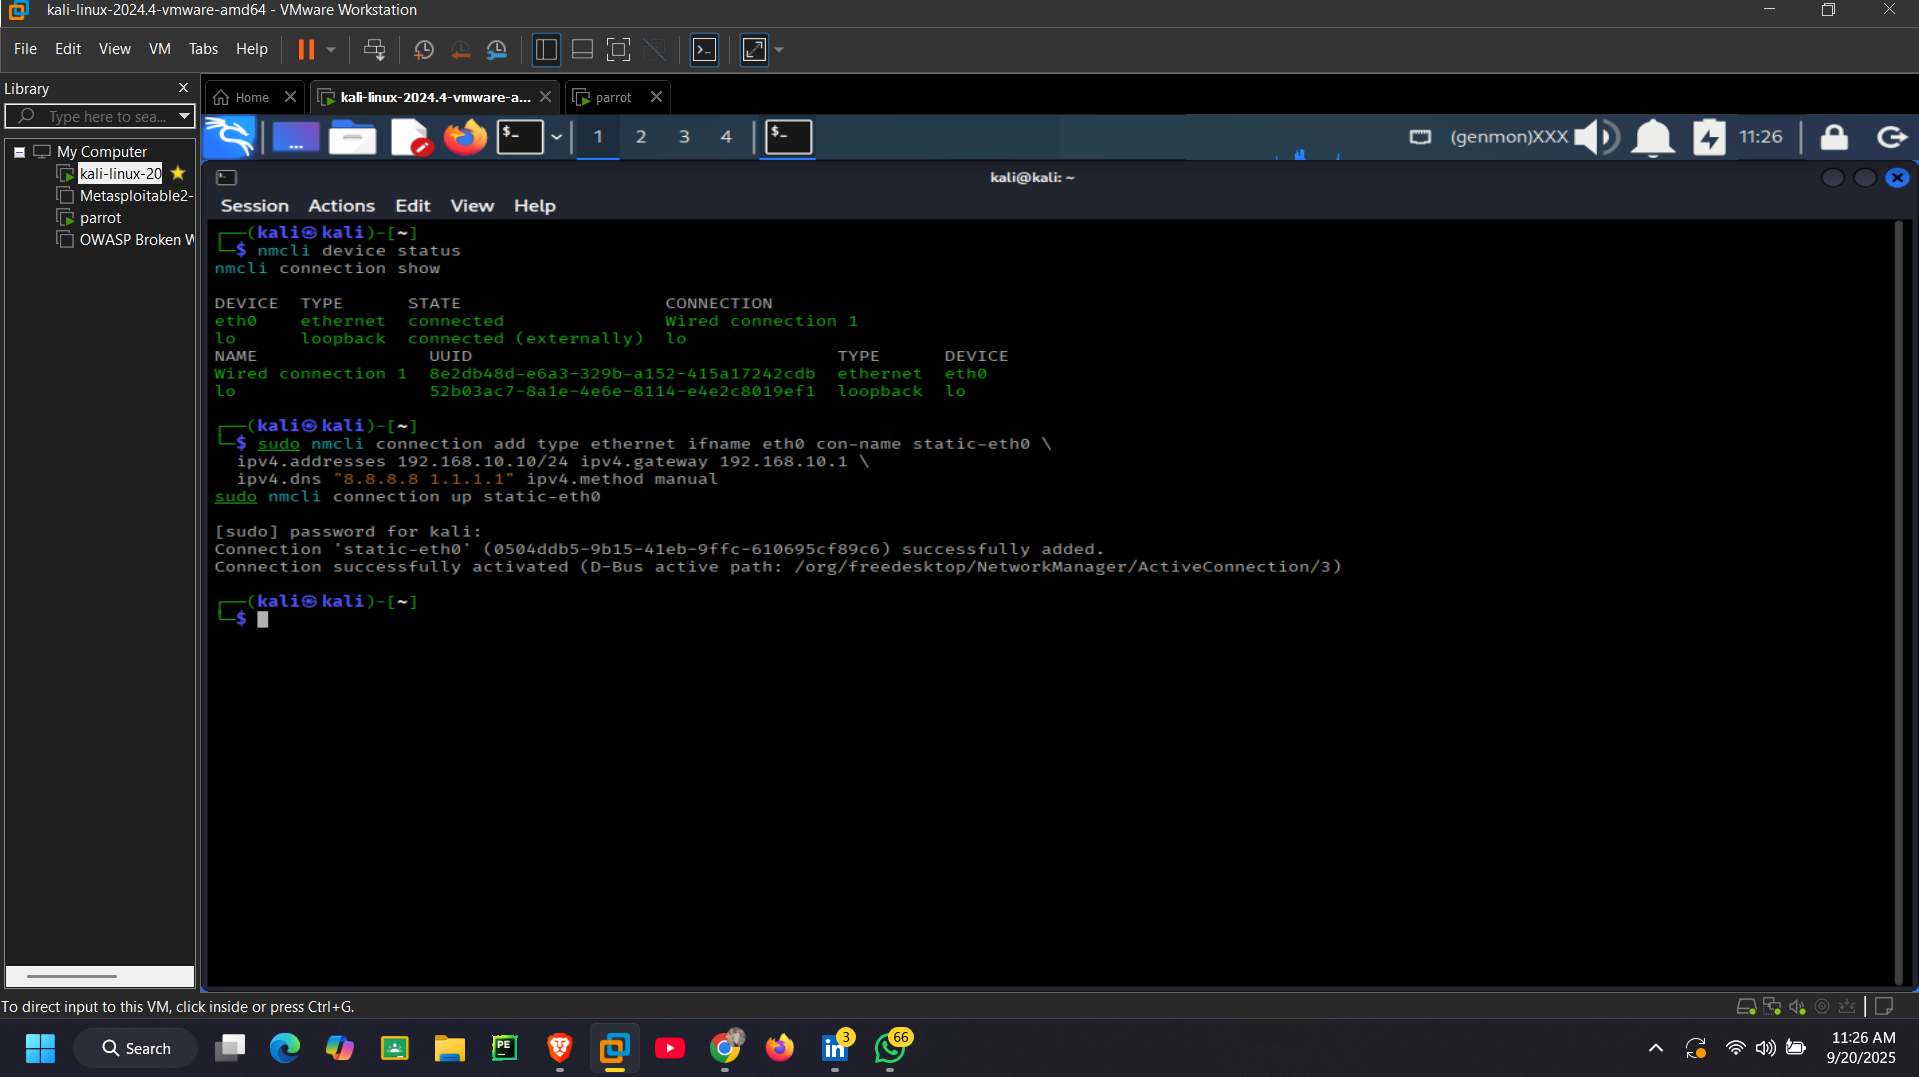 kali-linux-2024.4-vmware-amd64 - VMware Workstation
File Edit View VM Tabs Help
Library
Type here to sea...
My Computer
kali-linux-20
Metasploitable2-
parrot
OWASP Broken W
Home
kali-linux-2024.4-vmware-a...
parrot
$_ 1 2 3 4 $_ (genmon)XXX 11:26
kali@kali: ~
Session Actions Edit View Help
┌──(kali㉿kali)-[~]
└─$ nmcli device status
nmcli connection show
DEVICE TYPE STATE CONNECTION
eth0 ethernet connected Wired connection 1
lo loopback connected (externally) lo
NAME UUID TYPE DEVICE
Wired connection 1 8e2db48d-e6a3-329b-a152-415a17242cdb ethernet eth0
lo 52b03ac7-8a1e-4e6e-8114-e4e2c8019ef1 loopback lo
┌──(kali㉿kali)-[~]
└─$ sudo nmcli connection add type ethernet ifname eth0 con-name static-eth0 \
ipv4.addresses 192.168.10.10/24 ipv4.gateway 192.168.10.1 \
ipv4.dns "8.8.8.8 1.1.1.1" ipv4.method manual
sudo nmcli connection up static-eth0
[sudo] password for kali:
Connection 'static-eth0' (0504ddb5-9b15-41eb-9ffc-610695cf89c6) successfully added.
Connection successfully activated (D-Bus active path: /org/freedesktop/NetworkManager/ActiveConnection/3)
┌──(kali㉿kali)-[~]
└─$
To direct input to this VM, click inside or press Ctrl+G.
Search
PE
in
3
66
11:26 AM
9/20/2025